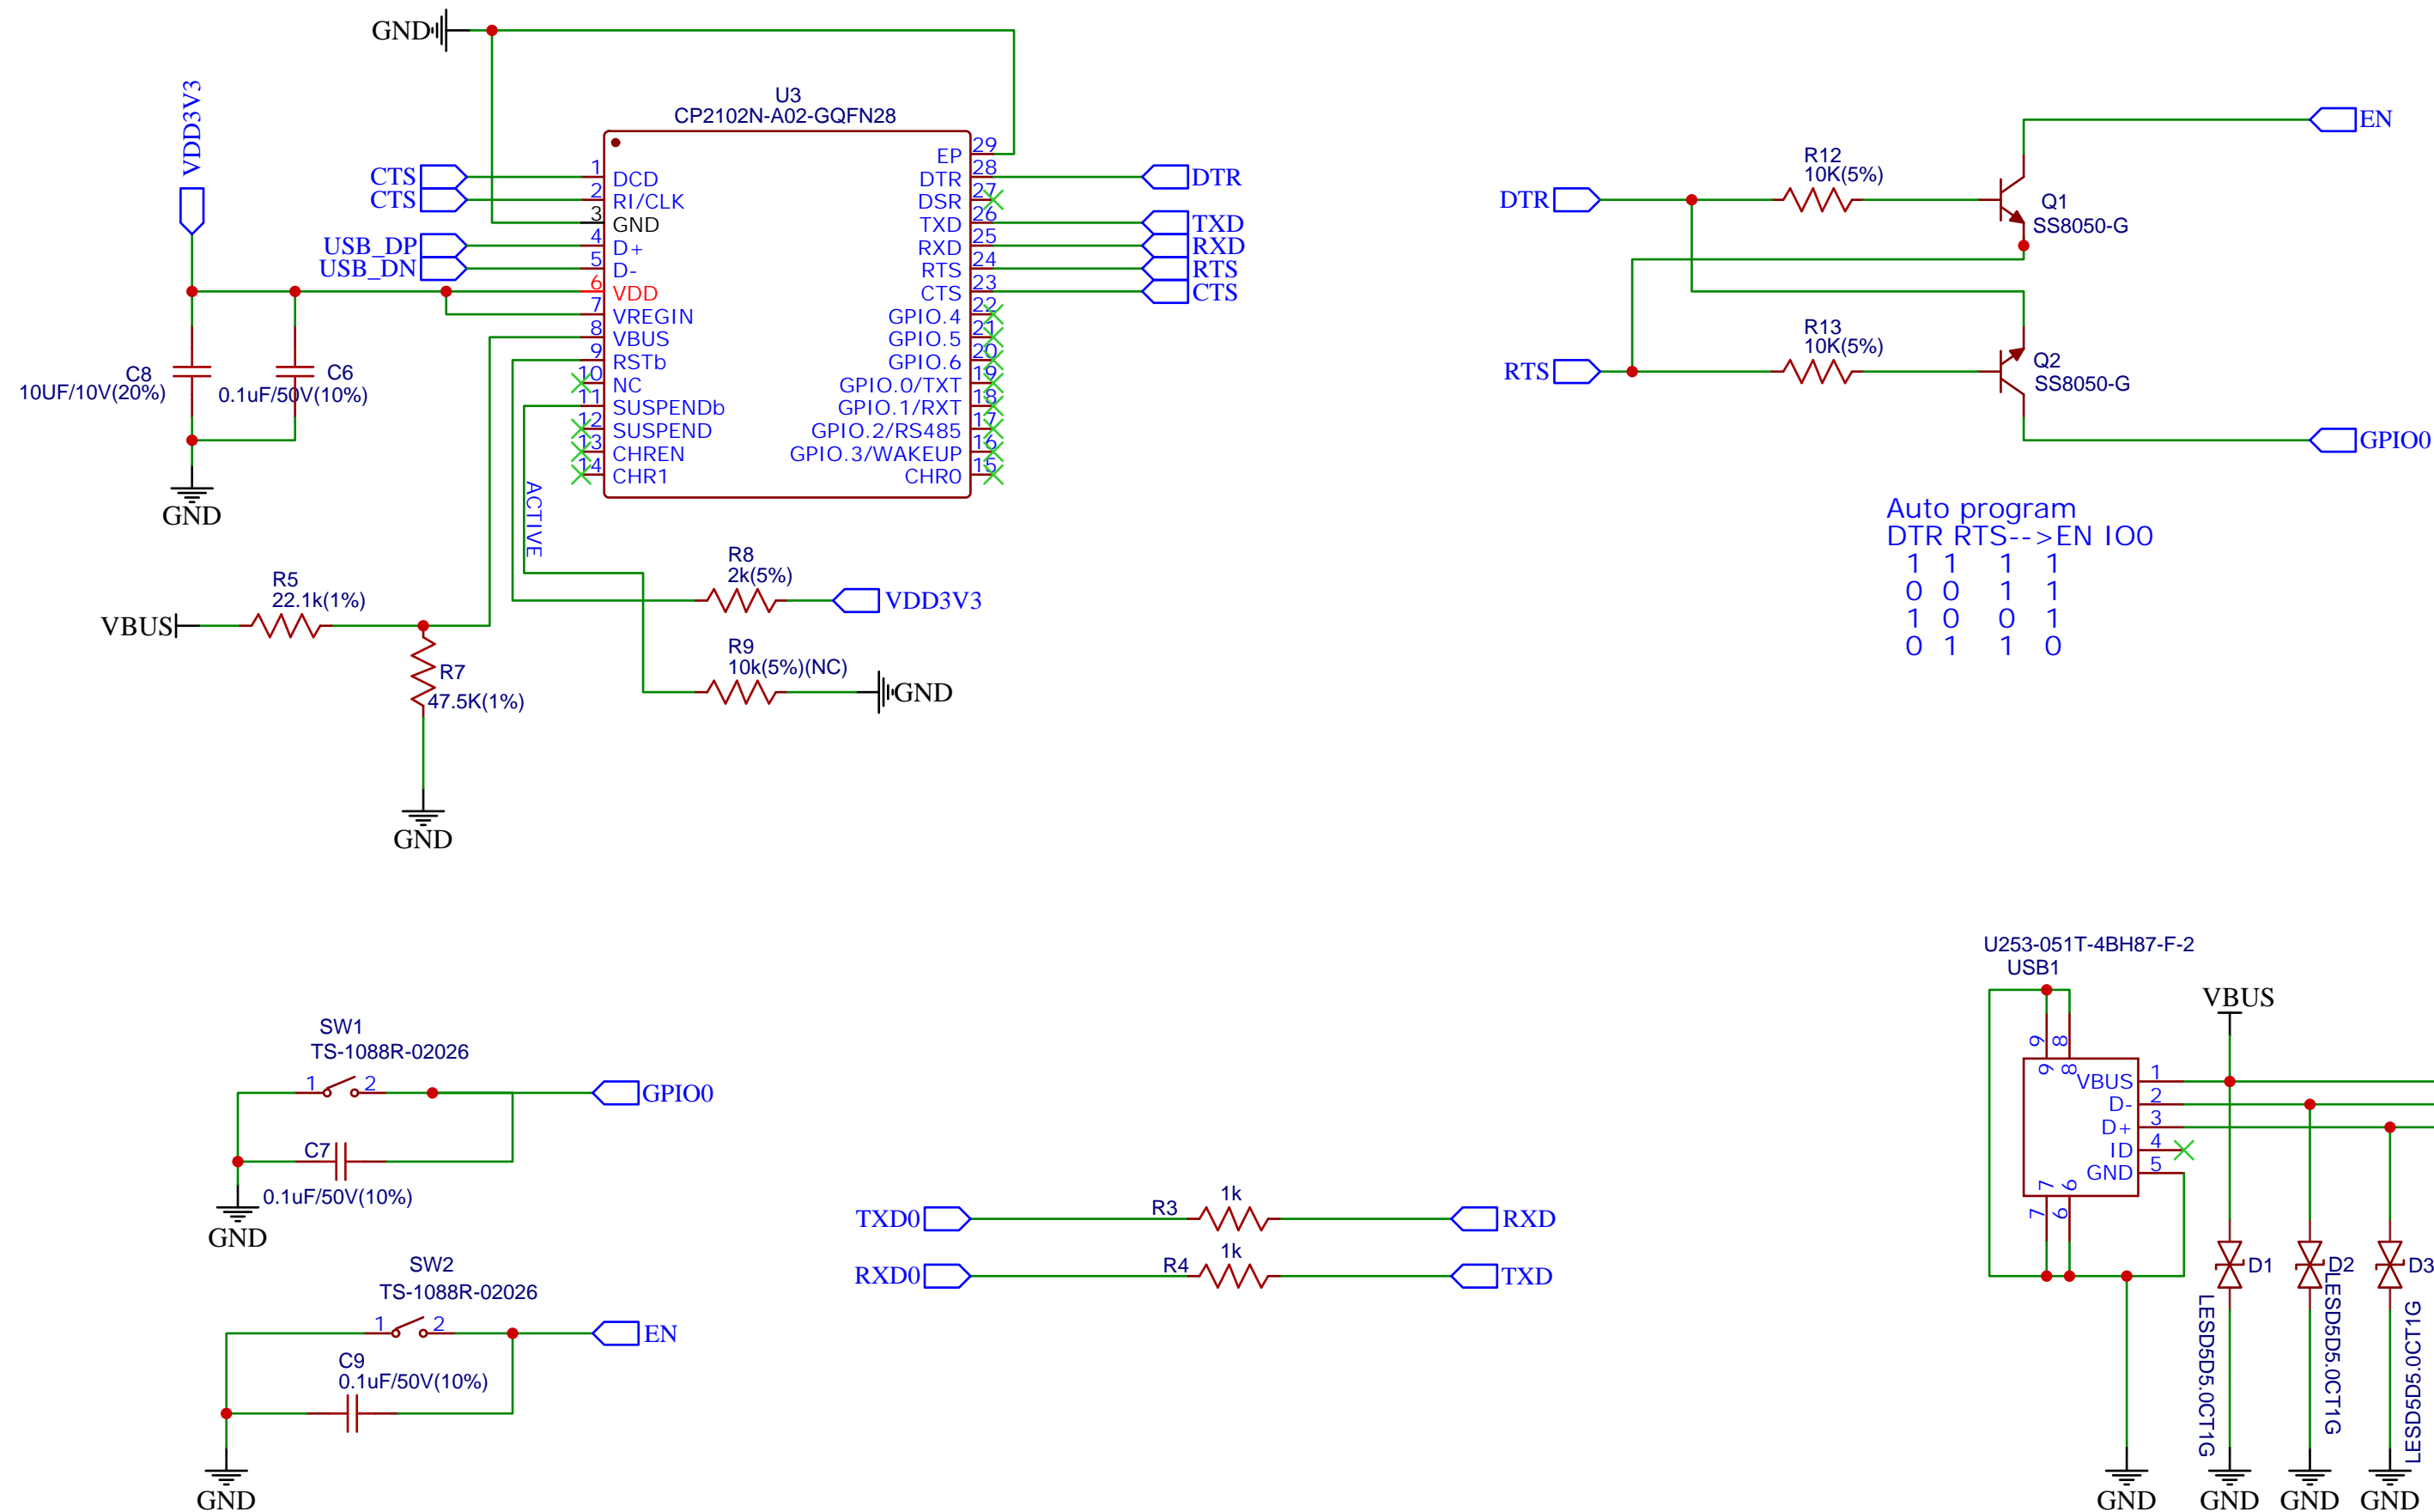 GND
VDD3V3
U3
CP2102N-A02-GQFN28
CTS
CTS
USB_DP
USB_DN
1 DCD
2 RI/CLK
3 GND
4 D+
5 D-
6 VDD
7 VREGIN
8 VBUS
9 RSTb
10 NC
11 SUSPENDb
12 SUSPEND
13 CHREN
14 CHR1
EP 29
DTR 28
DSR 27
TXD 26
RXD 25
RTS 24
CTS 23
GPIO.4 22
GPIO.5 21
GPIO.6 20
GPIO.0/TXT 19
GPIO.1/RXT 18
GPIO.2/RS485 17
GPIO.3/WAKEUP 16
CHR0 15
DTR
TXD
RXD
RTS
CTS
C8
10UF/10V(20%)
C6
0.1uF/50V(10%)
GND
ACTIVE
R8
2k(5%)
VDD3V3
R9
10k(5%)(NC)
GND
VBUS
R5
22.1k(1%)
R7
47.5K(1%)
GND
DTR
R12
10K(5%)
Q1
SS8050-G
EN
RTS
R13
10K(5%)
Q2
SS8050-G
GPIO0
Auto program
DTR RTS-->EN IO0
1 1 1 1
0 0 1 1
1 0 0 1
0 1 1 0
SW1
TS-1088R-02026
1 2
GPIO0
C7
0.1uF/50V(10%)
GND
SW2
TS-1088R-02026
1 2
EN
C9
0.1uF/50V(10%)
GND
TXD0
R3
1k
RXD
RXD0
R4
1k
TXD
U253-051T-4BH87-F-2
USB1
VBUS
9 8
9 8
VBUS 1
D- 2
D+ 3
ID 4
GND 5
7 6
7 6
D1
LESD5D5.0CT1G
D2
LESD5D5.0CT1G
D3
LESD5D5.0CT1G
GND
GND
GND
GND